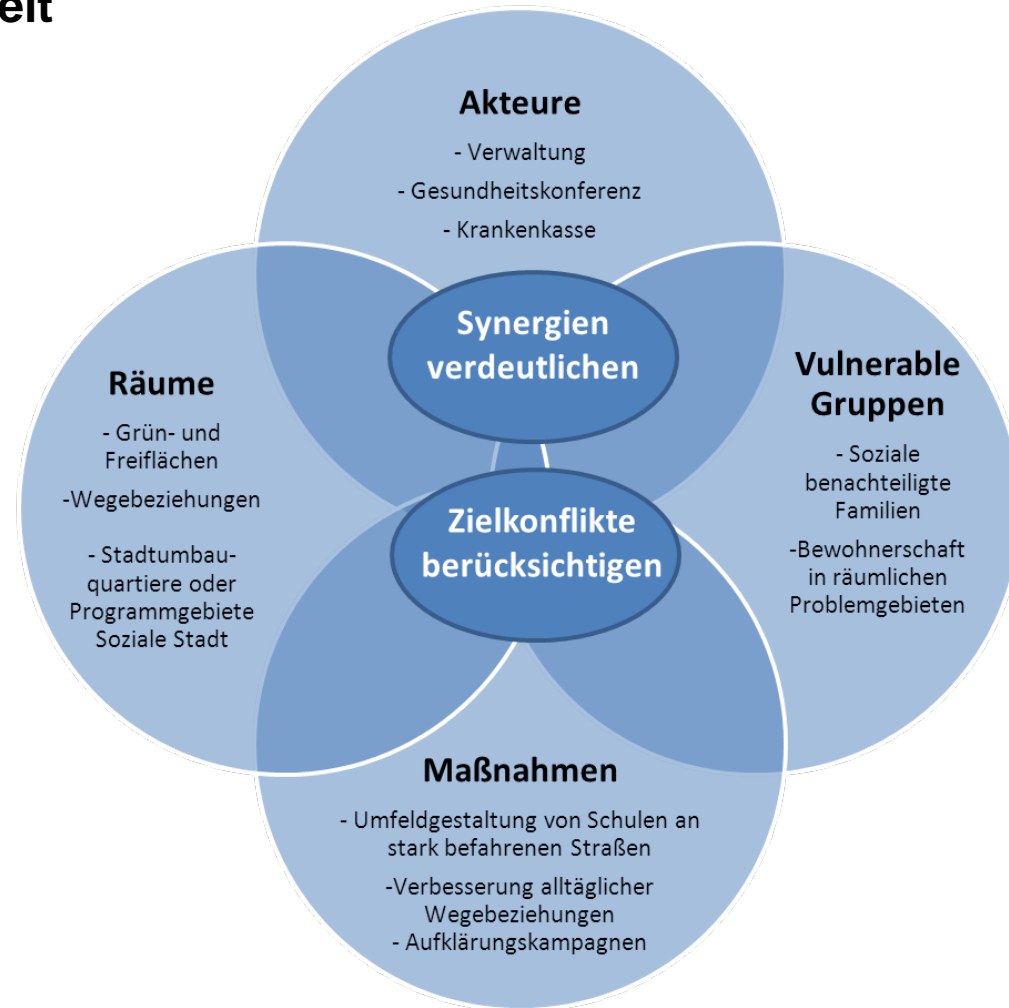 eit
Akteure
- Verwaltung
- Gesundheitskonferenz
- Krankenkasse
Synergien
verdeutlichen
Räume
- Grün- und
Freiflächen
-Wegebeziehungen
- Stadtumbau-
quartiere oder
Programmgebiete
Soziale Stadt
Vulnerable
Gruppen
- Soziale
benachteiligte
Familien
-Bewohnerschaft
in räumlichen
Problemgebieten
Zielkonflikte
berücksichtigen
Maßnahmen
- Umfeldgestaltung von Schulen an
stark befahrenen Straßen
-Verbesserung alltäglicher
Wegebeziehungen
- Aufklärungskampagnen